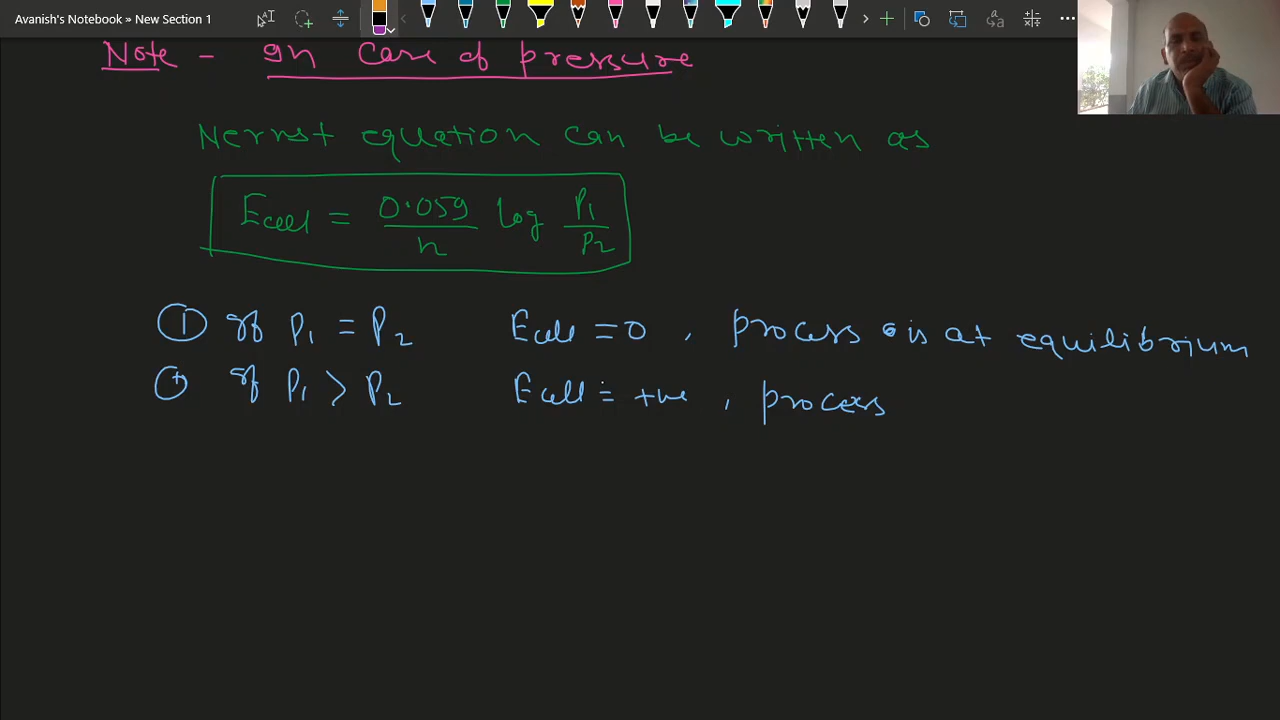 Avanish's Notebook » New Section 1
Note - In Case of pressure
Nernst equation can be written as
Ecell = 0.059/n log P1/P2
① If P1 = P2 Ecell = 0, process is at equilibrium
If P1 > P2 Ecell = +ve, process